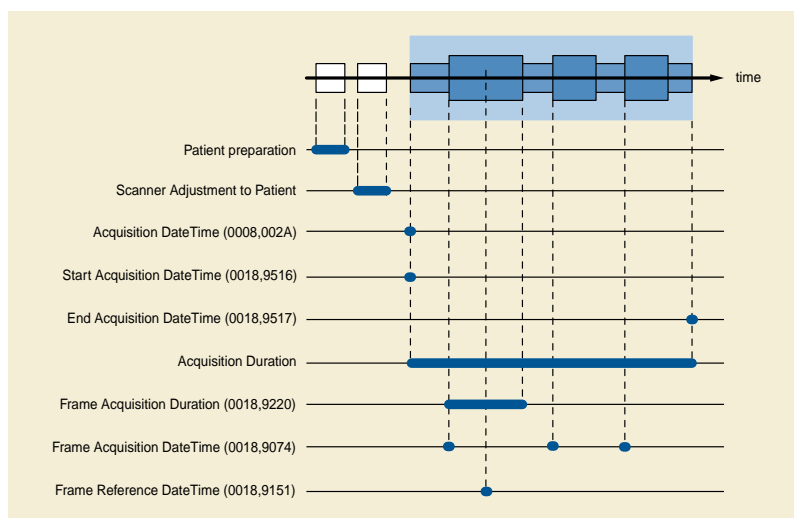 time
Patient preparation
Scanner Adjustment to Patient
Acquisition DateTime (0008,002A)
Start Acquisition DateTime (0018,9516)
End Acquisition DateTime (0018,9517)
Acquisition Duration
Frame Acquisition Duration (0018,9220)
Frame Acquisition DateTime (0018,9074)
Frame Reference DateTime (0018,9151)